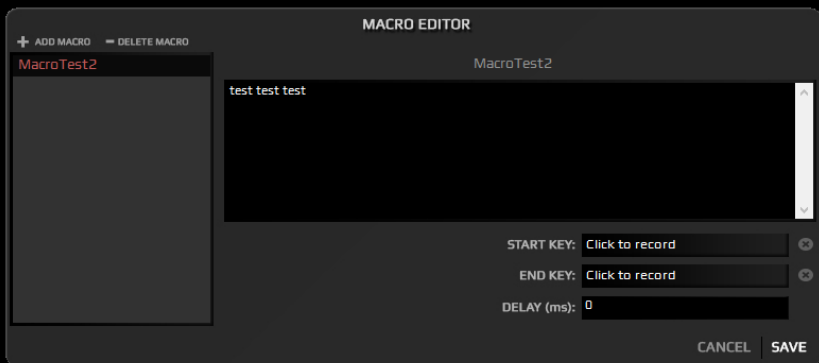 MACRO EDITOR
+ ADD MACRO - DELETE MACRO
MacroTest2
MacroTest2
test test test
START KEY: Click to record
END KEY: Click to record
DELAY (ms): 0
CANCEL SAVE